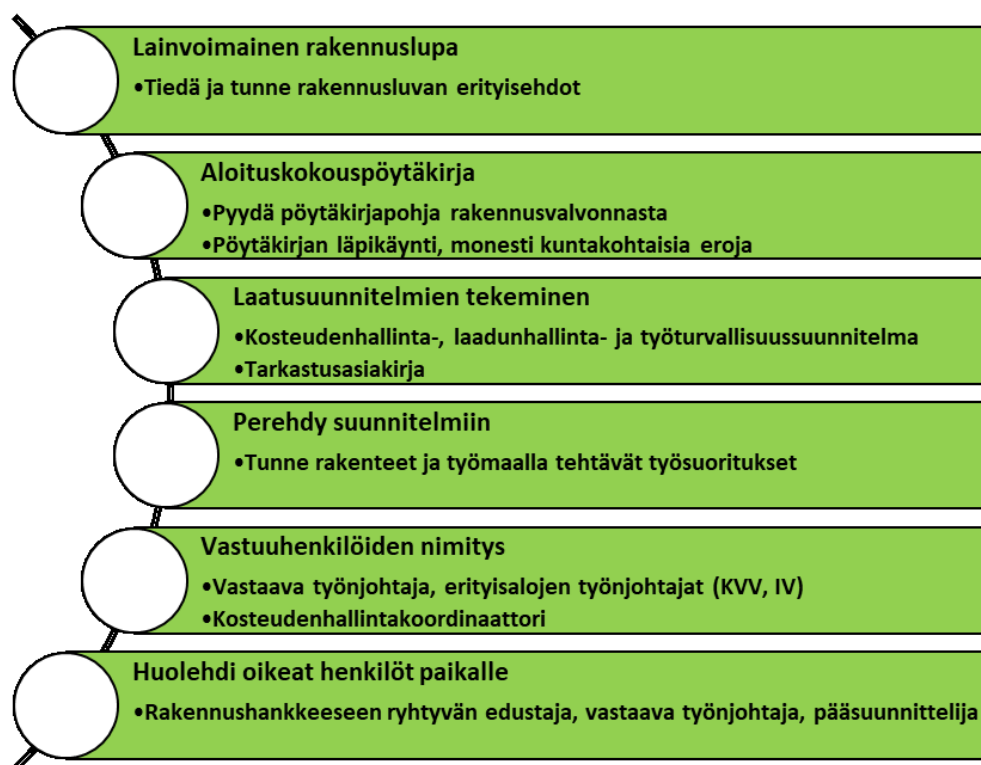 Lainvoimainen rakennuslupa
•Tiedä ja tunne rakennusluvan erityisehdot
Aloituskokouspöytäkirja
•Pyydä pöytäkirjapohja rakennusvalvonnasta
•Pöytäkirjan läpikäynti, monesti kuntakohtaisia eroja
Laatusuunnitelmien tekeminen
•Kosteudenhallinta-, laadunhallinta- ja työturvallisuussuunnitelma
•Tarkastusasiakirja
Perehdy suunnitelmiin
•Tunne rakenteet ja työmaalla tehtävät työsuoritukset
Vastuuhenkilöiden nimitys
•Vastaava työnjohtaja, erityisalojen työnjohtajat (KVV, IV)
•Kosteudenhallintakoordinaattori
Huolehdi oikeat henkilöt paikalle
•Rakennushankkeeseen ryhtyvän edustaja, vastaava työnjohtaja, pääsuunnittelija